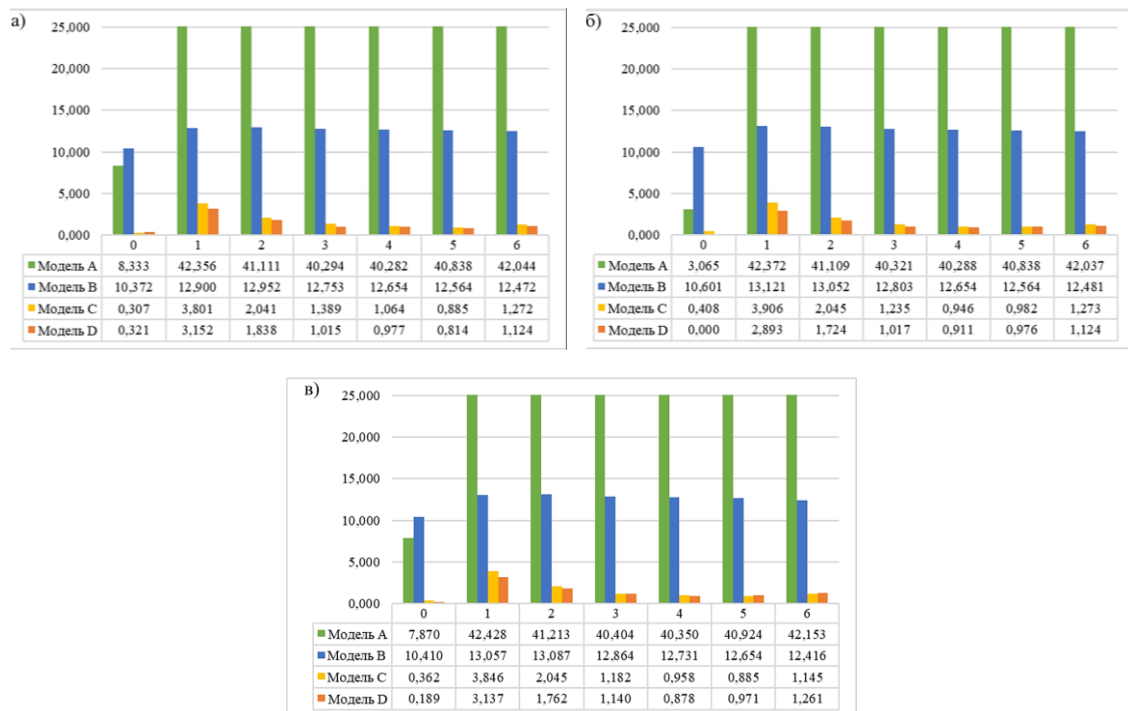 а)
25,000
20,000
15,000
10,000
5,000
0,000
0 1 2 3 4 5 6
Модель A 8,333 42,356 41,111 40,294 40,282 40,838 42,044
Модель B 10,372 12,900 12,952 12,753 12,654 12,564 12,472
Модель C 0,307 3,801 2,041 1,389 1,064 0,885 1,272
Модель D 0,321 3,152 1,838 1,015 0,977 0,814 1,124
б)
25,000
20,000
15,000
10,000
5,000
0,000
0 1 2 3 4 5 6
Модель A 3,065 42,372 41,109 40,321 40,288 40,838 42,037
Модель B 10,601 13,121 13,052 12,803 12,654 12,564 12,481
Модель C 0,408 3,906 2,045 1,235 0,946 0,982 1,273
Модель D 0,000 2,893 1,724 1,017 0,911 0,976 1,124
в)
25,000
20,000
15,000
10,000
5,000
0,000
0 1 2 3 4 5 6
Модель A 7,870 42,428 41,213 40,404 40,350 40,924 42,153
Модель B 10,410 13,057 13,087 12,864 12,731 12,654 12,416
Модель C 0,362 3,846 2,045 1,182 0,958 0,885 1,145
Модель D 0,189 3,137 1,762 1,140 0,878 0,971 1,261